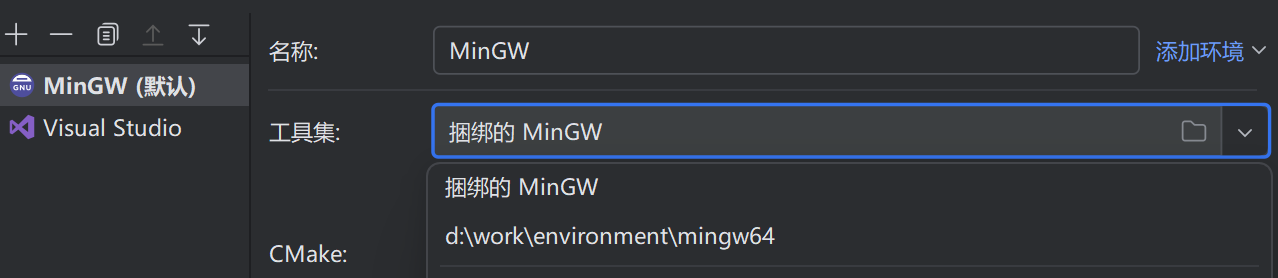 名称:
MinGW
添加环境
GNU
MinGW (默认)
Visual Studio
工具集:
捆绑的 MinGW
捆绑的 MinGW
d:\work\environment\mingw64
CMake: